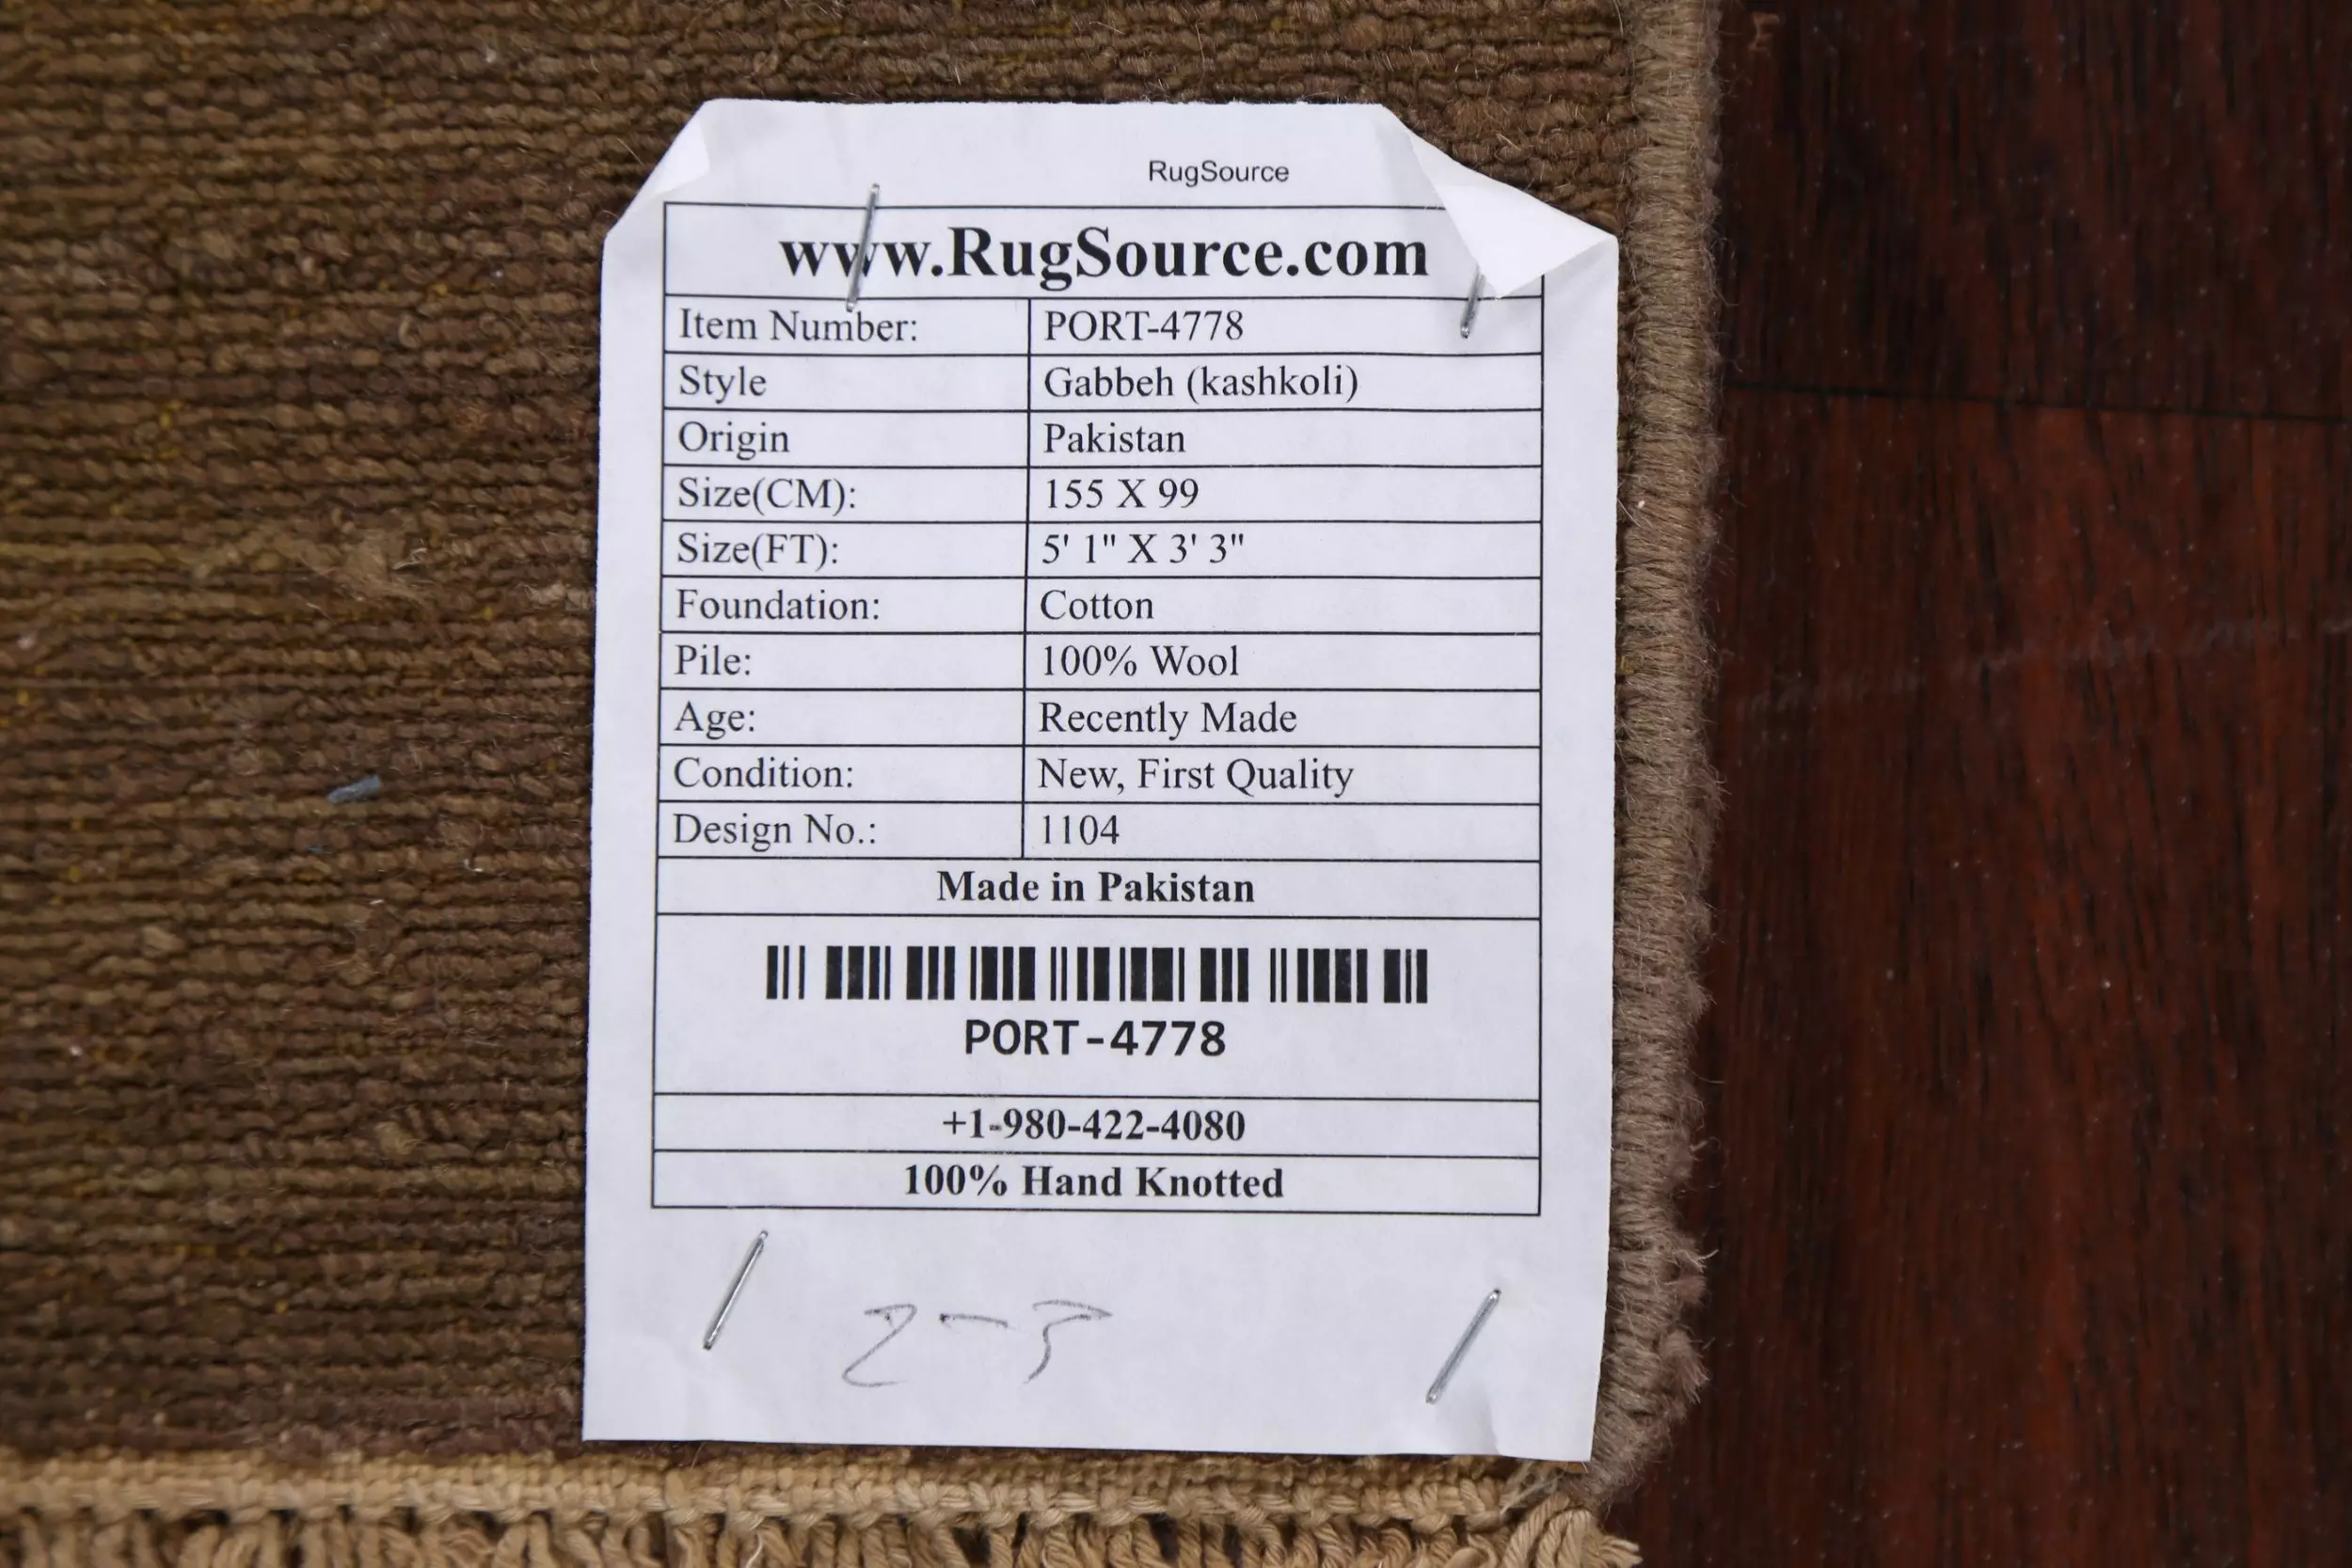 RugSource
www.RugSource.com
Item Number: PORT-4778
Style Gabbeh (kashkoli)
Origin Pakistan
Size(CM): 155 X 99
Size(FT): 5' 1" X 3' 3"
Foundation: Cotton
Pile: 100% Wool
Age: Recently Made
Condition: New, First Quality
Design No.: 1104
Made in Pakistan
PORT-4778
+1-980-422-4080
100% Hand Knotted
2-5